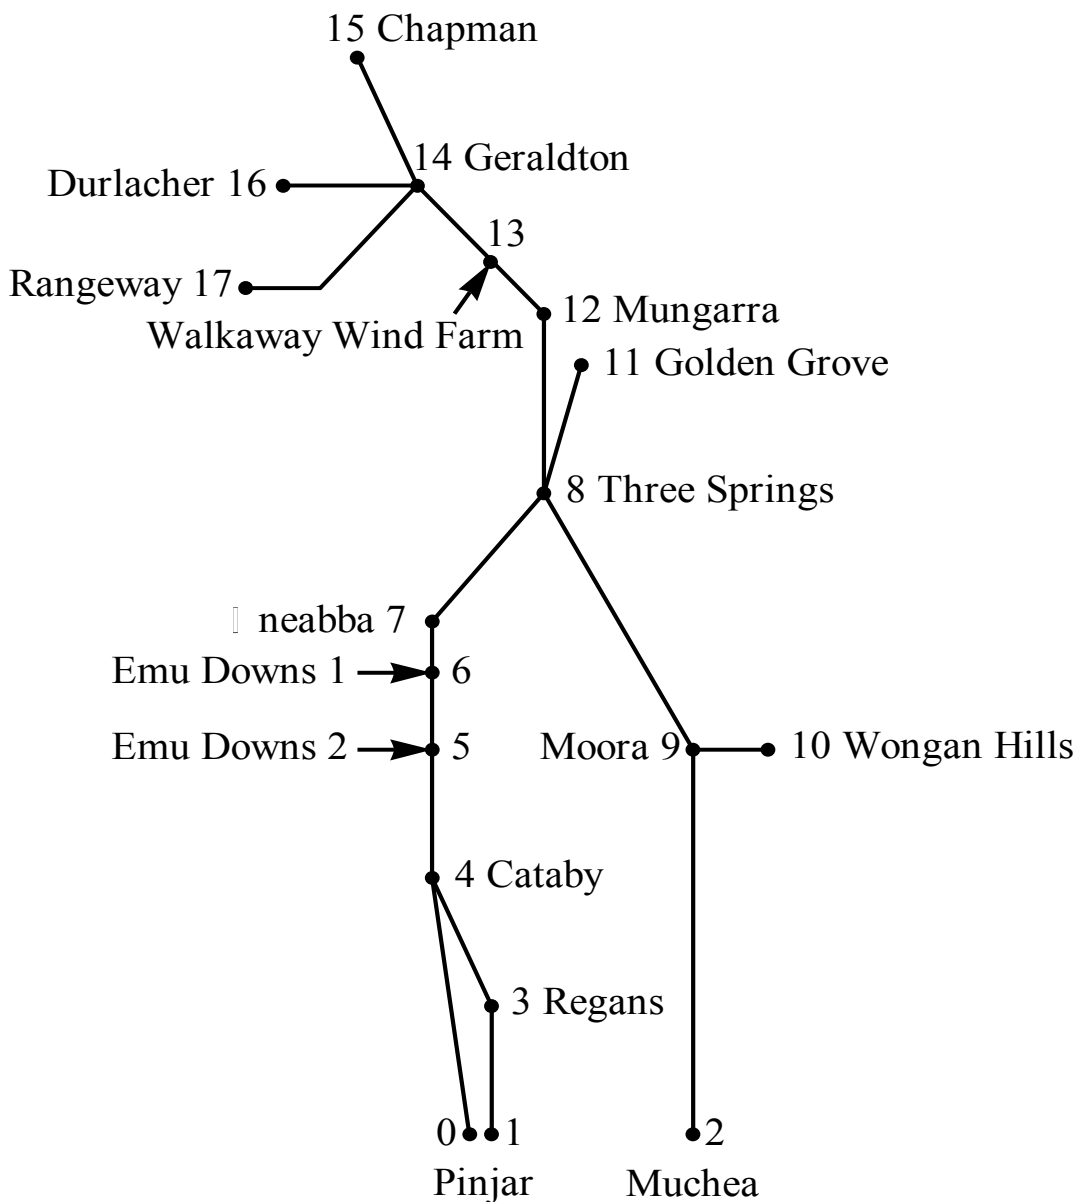 15 Chapman
14 Geraldton
Durlacher 16
13
Rangeway 17
12 Mungarra
Walkaway Wind Farm
11 Golden Grove
8 Three Springs
neabba 7
Emu Downs 1
6
Emu Downs 2
5
Moora 9
10 Wongan Hills
4 Cataby
3 Regans
0
1
2
Pinjar
Muchea